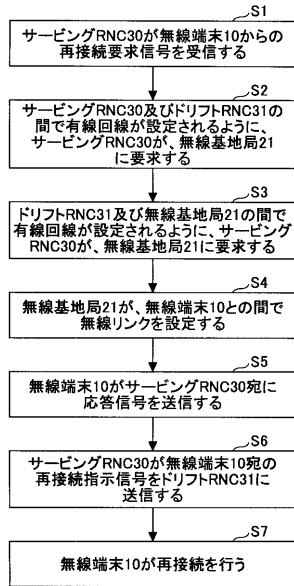 S1
サービングRNC30が無線端末10からの
再接続要求信号を受信する
S2
サービングRNC30及びドリフトRNC31の
間で有線回線が設定されるように、
サービングRNC30が、無線基地局21
に要求する
S3
ドリフトRNC31及び無線基地局21の間で
有線回線が設定されるように、サービング
RNC30が、無線基地局21に要求する
S4
無線基地局21が、無線端末10との間で
無線リンクを設定する
S5
無線端末10がサービングRNC30宛に
応答信号を送信する
S6
サービングRNC30が無線端末10宛の
再接続指示信号をドリフトRNC31に
送信する
S7
無線端末10が再接続を行う